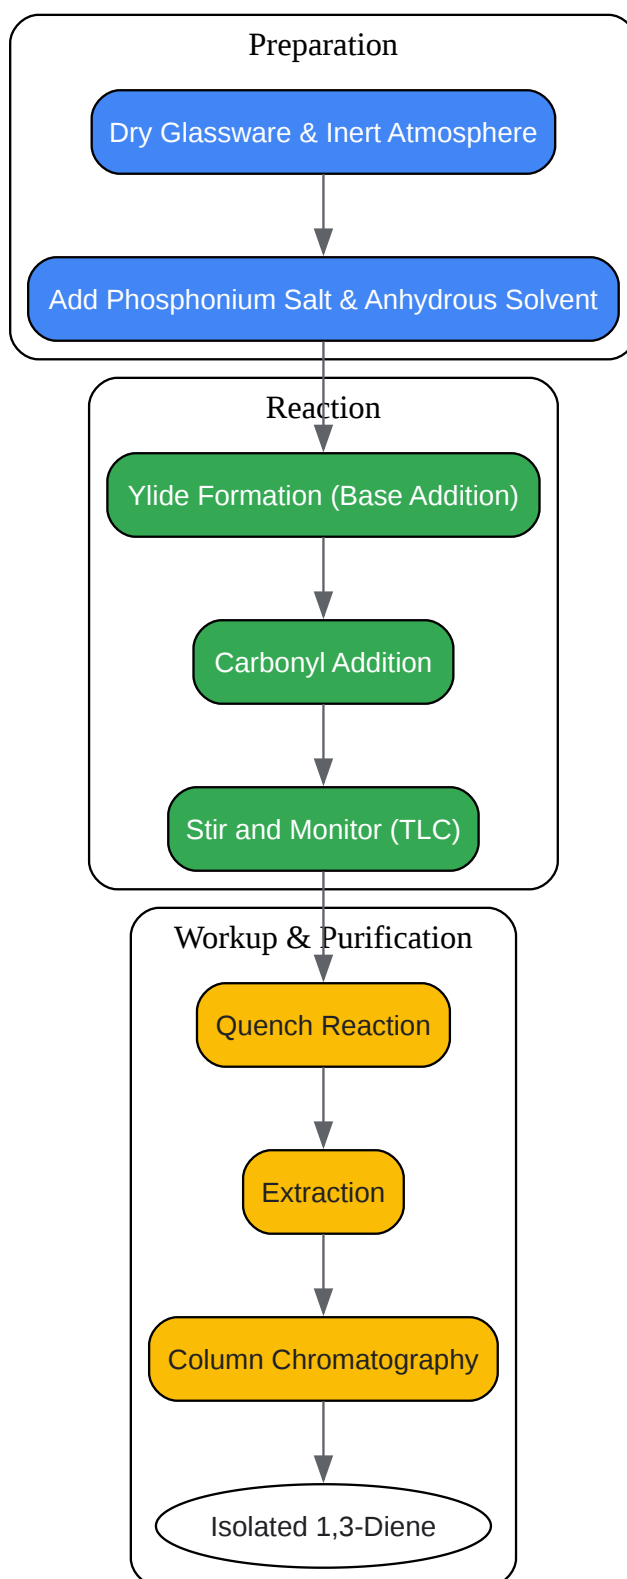 Preparation
Dry Glassware & Inert Atmosphere
Add Phosphonium Salt & Anhydrous Solvent
Reaction
Ylide Formation (Base Addition)
Carbonyl Addition
Stir and Monitor (TLC)
Workup & Purification
Quench Reaction
Extraction
Column Chromatography
Isolated 1,3-Diene